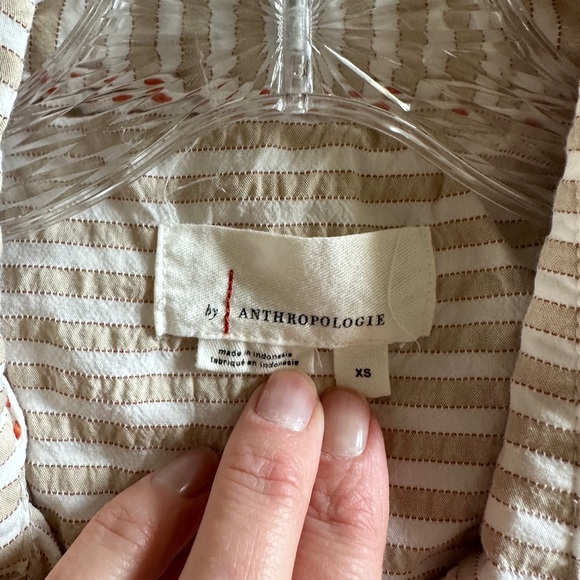 by ANTHROPOLOGIE
made in indonesia
fabriqué en indonésie
XS